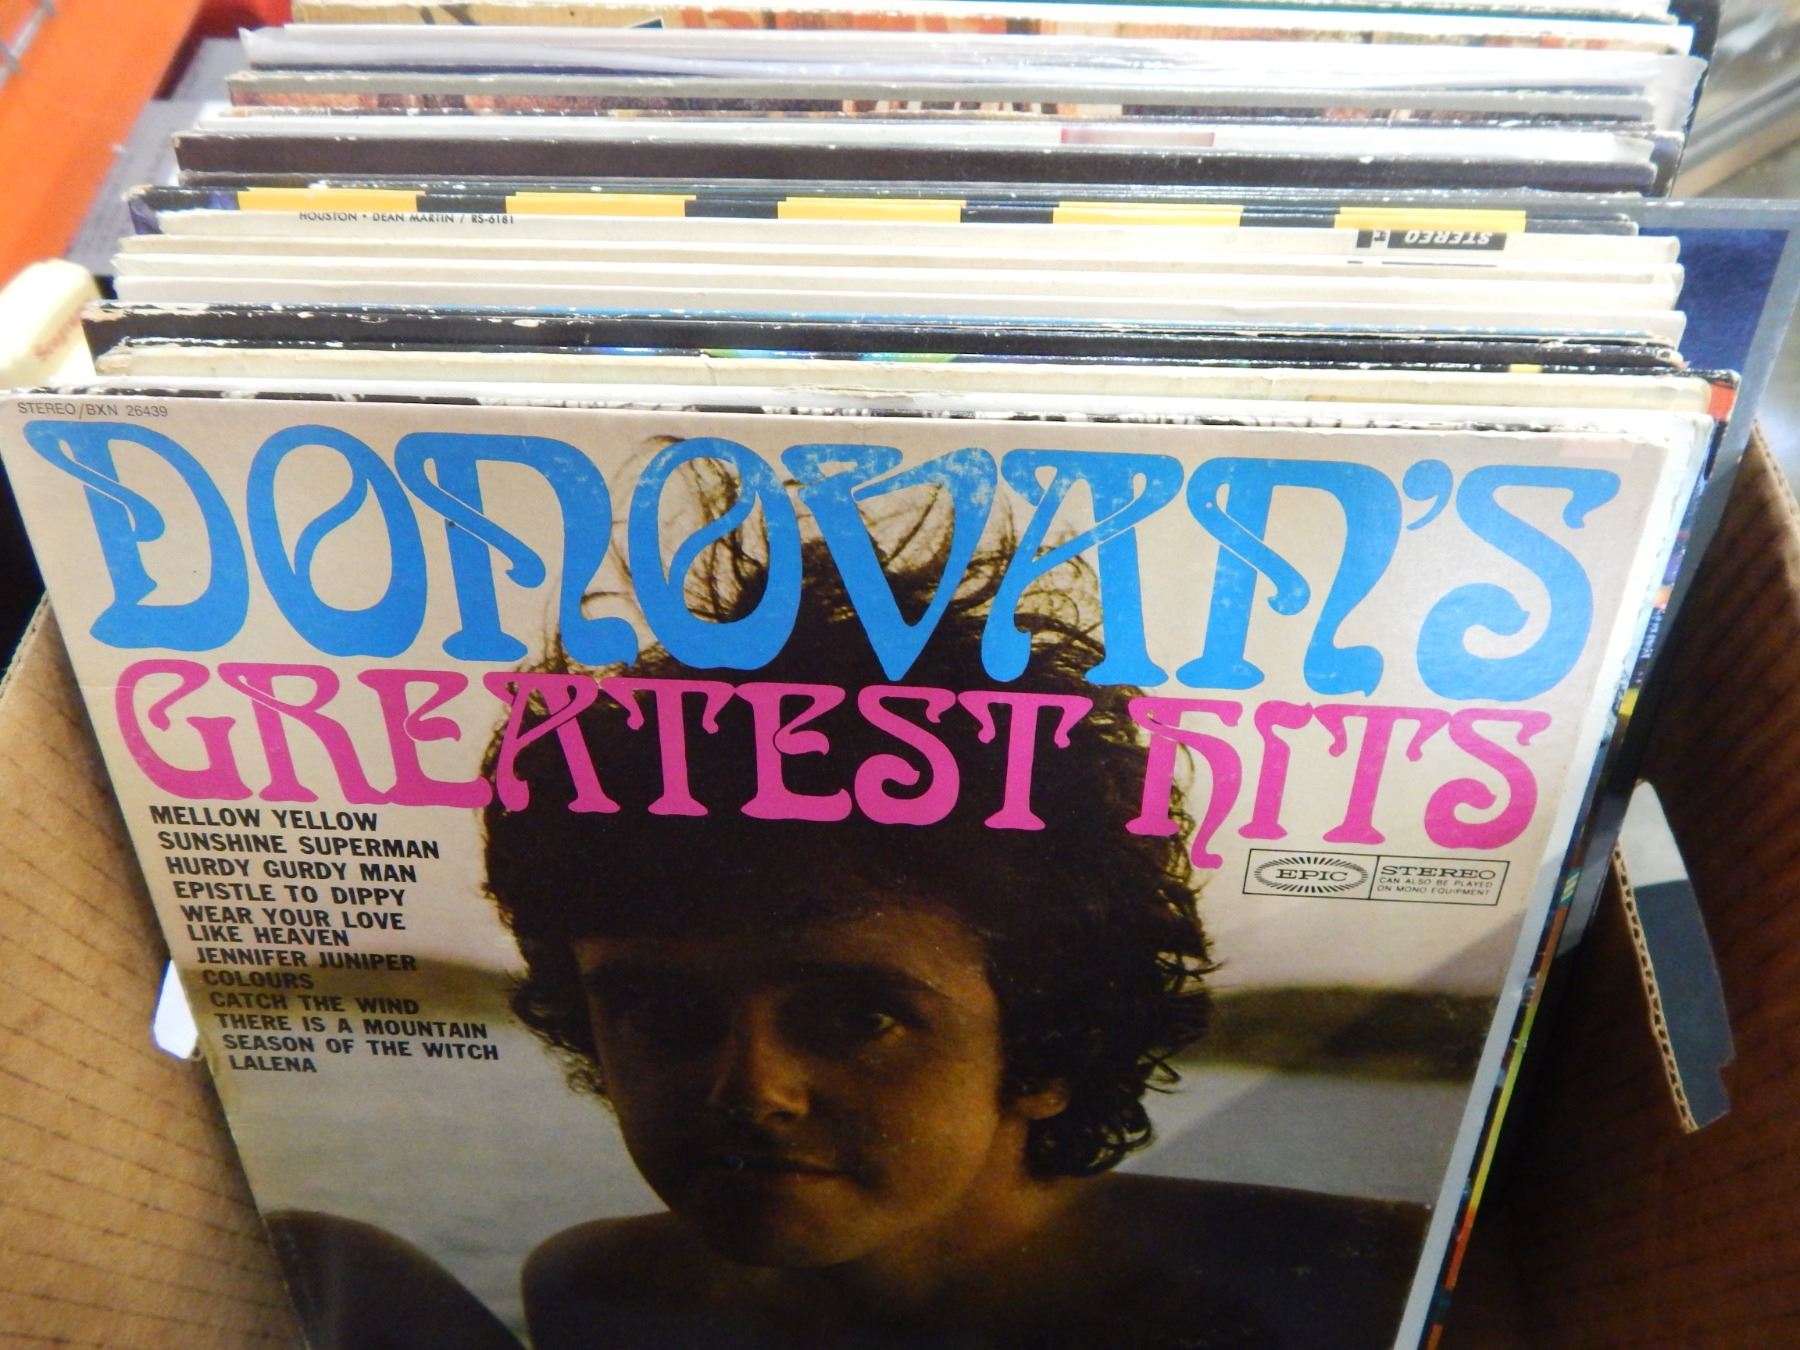 HOUSTON • DEAN MARTIN / RS-6181
STEREO
STEREO/BXN 26439
DONOVAN'S
GREATEST HITS
MELLOW YELLOW
SUNSHINE SUPERMAN
HURDY GURDY MAN
EPISTLE TO DIPPY
WEAR YOUR LOVE
LIKE HEAVEN
JENNIFER JUNIPER
COLOURS
CATCH THE WIND
THERE IS A MOUNTAIN
SEASON OF THE WITCH
LALENA
EPIC
STEREO
CAN ALSO BE PLAYED
ON MONO EQUIPMENT